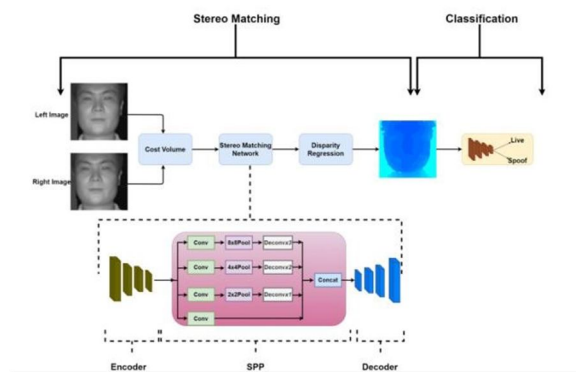 Stereo Matching
Classification
Left Image
Right Image
Cost Volume
Stereo Matching
Network
Disparity
Regression
Live
Spoof
Conv
8x8Pool
Deconvx3
Conv
4x4Pool
Deconvx2
Conv
2x2Pool
Deconvx1
Conv
Concat
Encoder
SPP
Decoder